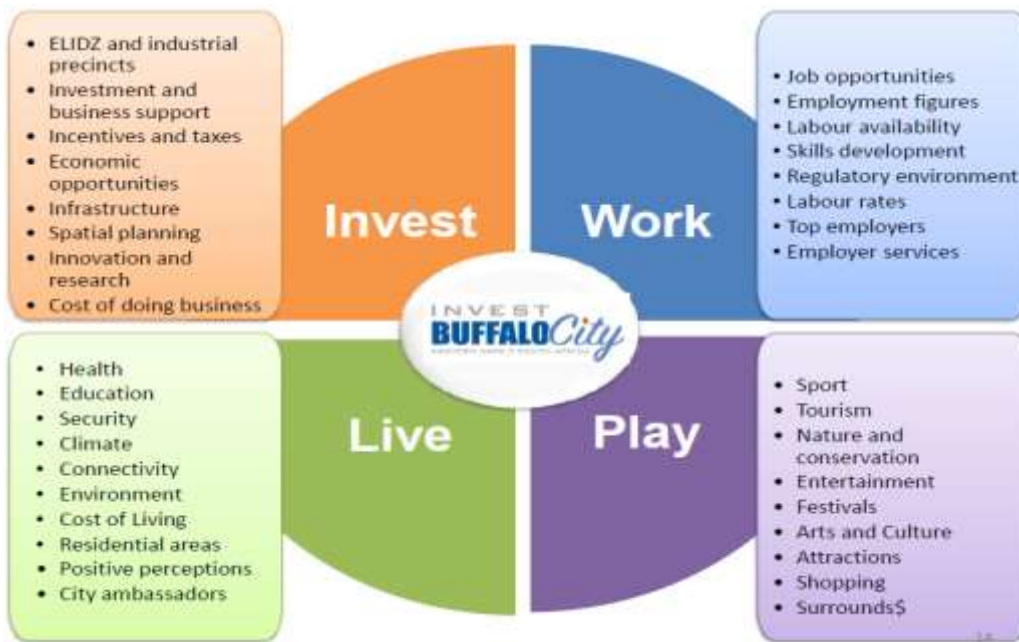 • ELIDZ and industrial
precincts
• Investment and
business support
• Incentives and taxes
• Economic
opportunities
• Infrastructure
• Spatial planning
• Innovation and
research
• Cost of doing business
Invest
Work
• Job opportunities
• Employment figures
• Labour availability
• Skills development
• Regulatory environment
• Labour rates
• Top employers
• Employer services
INVEST
BUFFALO City
• Health
• Education
• Security
• Climate
• Connectivity
• Environment
• Cost of Living
• Residential areas
• Positive perceptions
• City ambassadors
Live
Play
• Sport
• Tourism
• Nature and
conservation
• Entertainment
• Festivals
• Arts and Culture
• Attractions
• Shopping
• Surrounds$